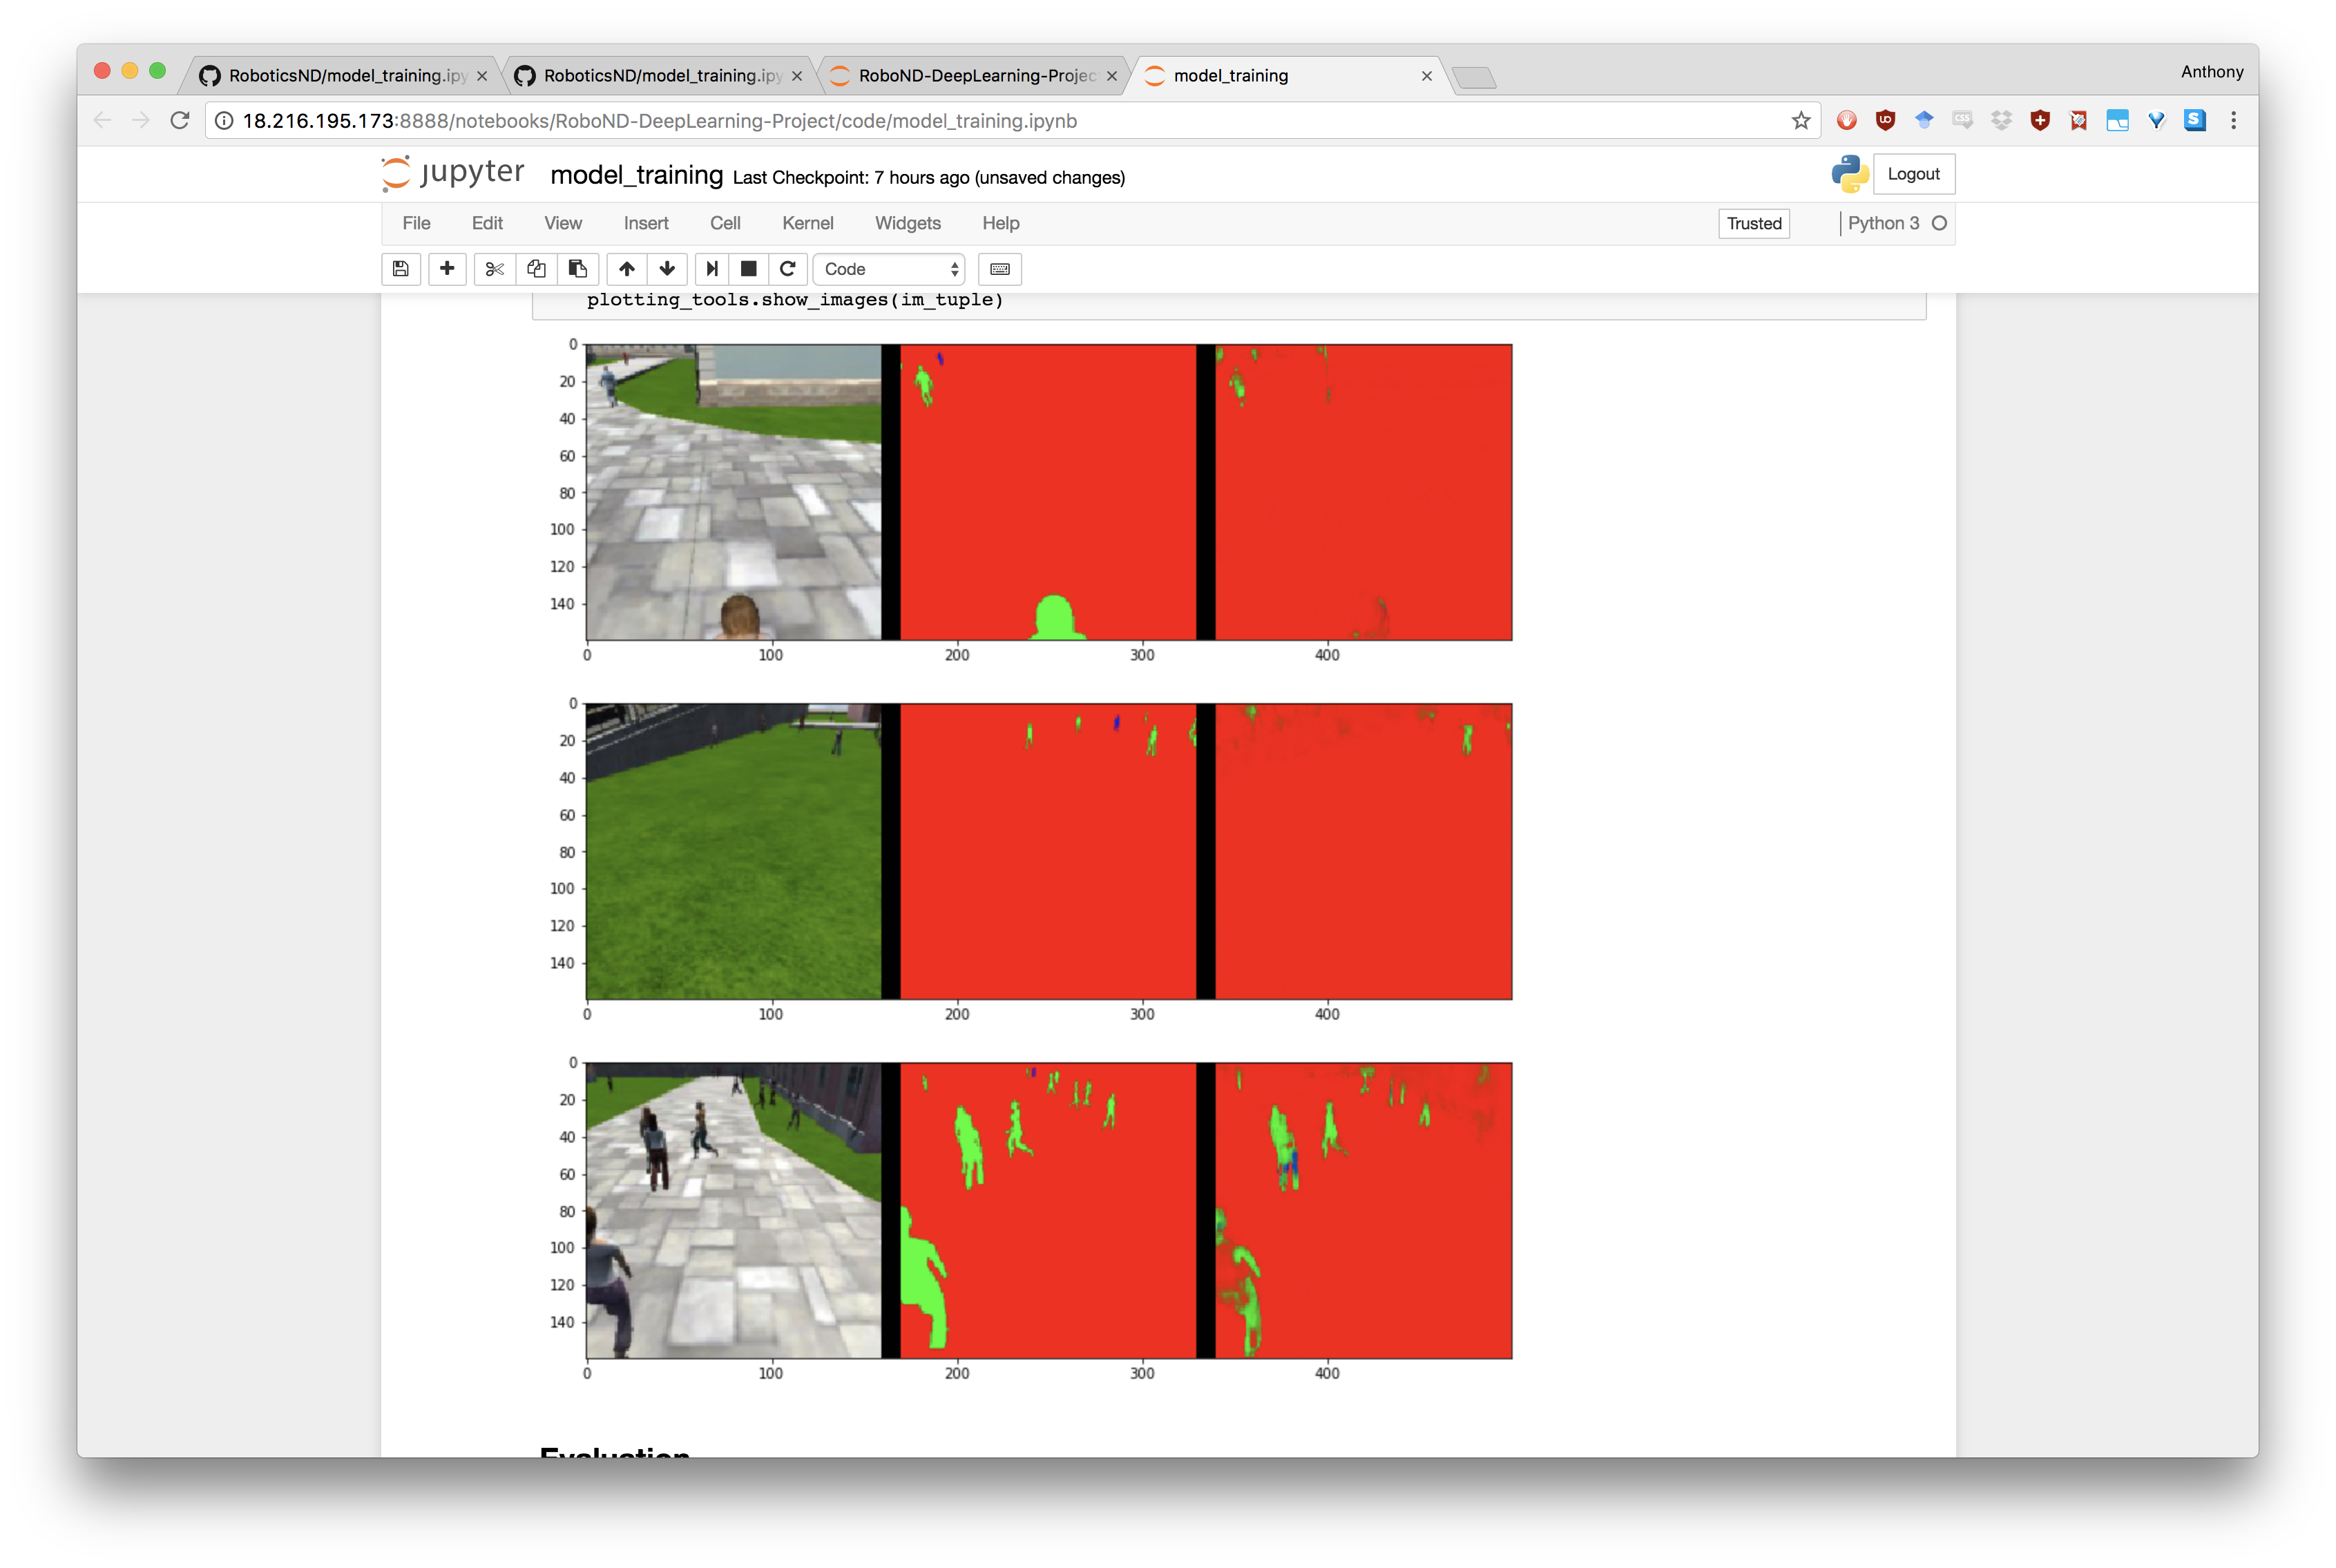 RoboticsND/model_training.ipy
RoboticsND/model_training.ipy
RoboND-DeepLearning-Projec
model_training
Anthony
18.216.195.173:8888/notebooks/RoboND-DeepLearning-Project/code/model_training.ipynb
jupyter model_training Last Checkpoint: 7 hours ago (unsaved changes)
Logout
File Edit View Insert Cell Kernel Widgets Help
Trusted
Python 3
Code
plotting_tools.show_images(im_tuple)
0
20
40
60
80
100
120
140
0 100 200 300 400
0
20
40
60
80
100
120
140
0 100 200 300 400
0
20
40
60
80
100
120
140
0 100 200 300 400
Evaluation